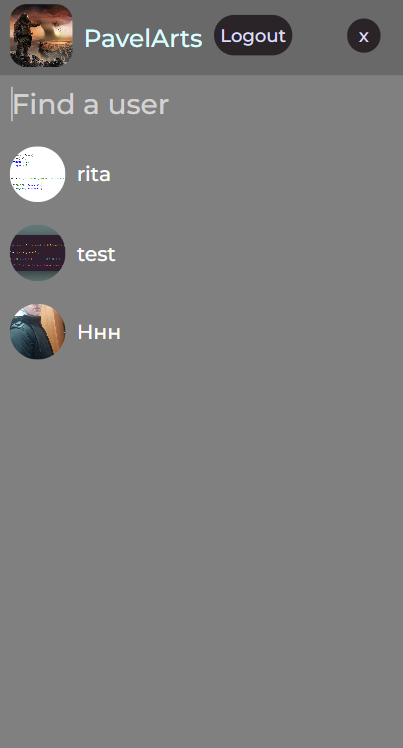 PavelArts
Logout
x
Find a user
rita
test
Ннн